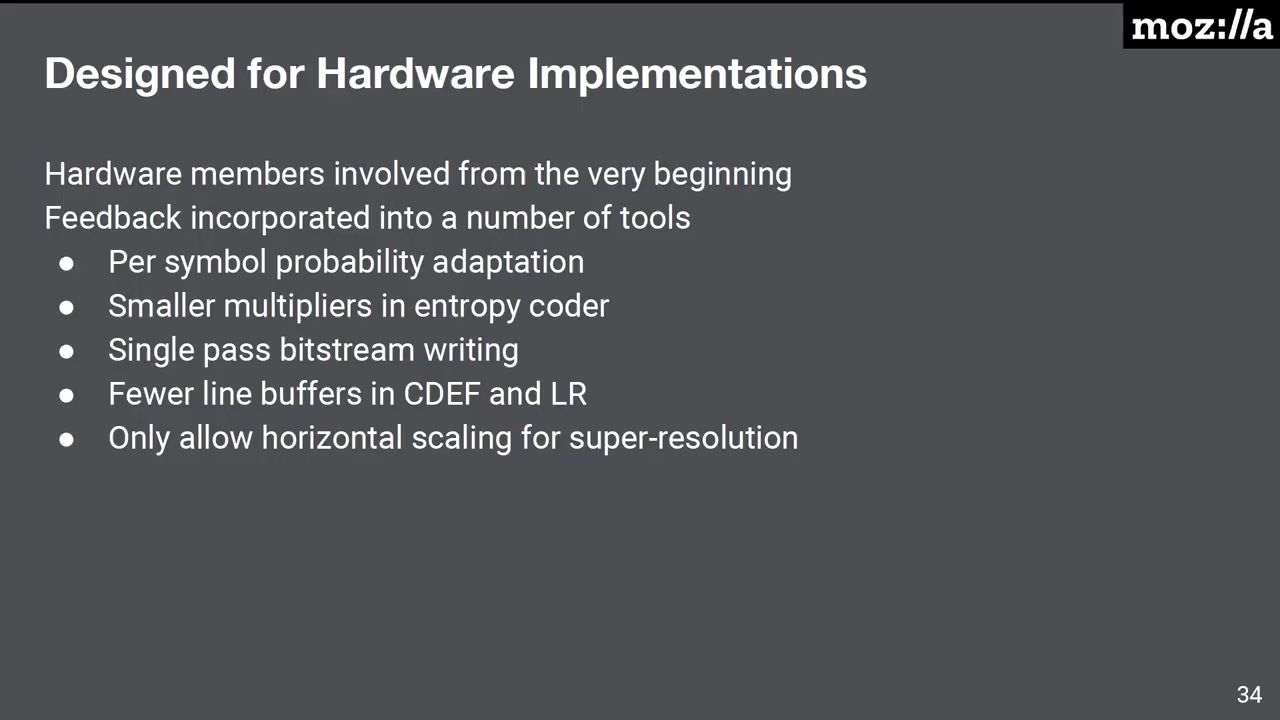 moz://a
Designed for Hardware Implementations
Hardware members involved from the very beginning
Feedback incorporated into a number of tools
● Per symbol probability adaptation
● Smaller multipliers in entropy coder
● Single pass bitstream writing
● Fewer line buffers in CDEF and LR
● Only allow horizontal scaling for super-resolution
34